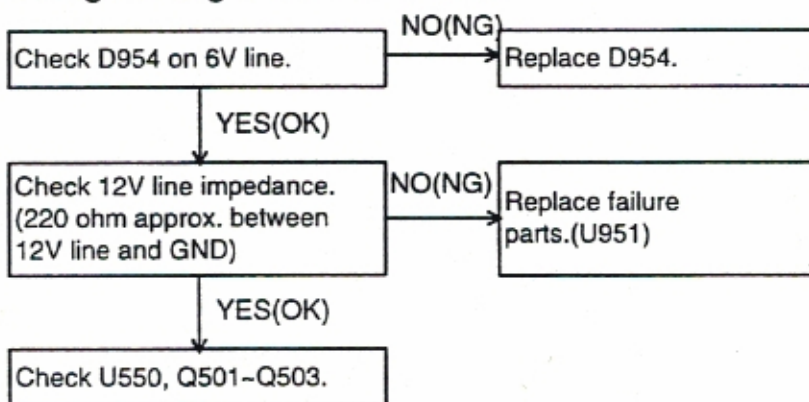 NO(NG)
Check D954 on 6V line.
Replace D954.
YES(OK)
Check 12V line impedance.
(220 ohm approx. between
12V line and GND)
NO(NG)
Replace failure
parts.(U951)
YES(OK)
Check U550, Q501~Q503.